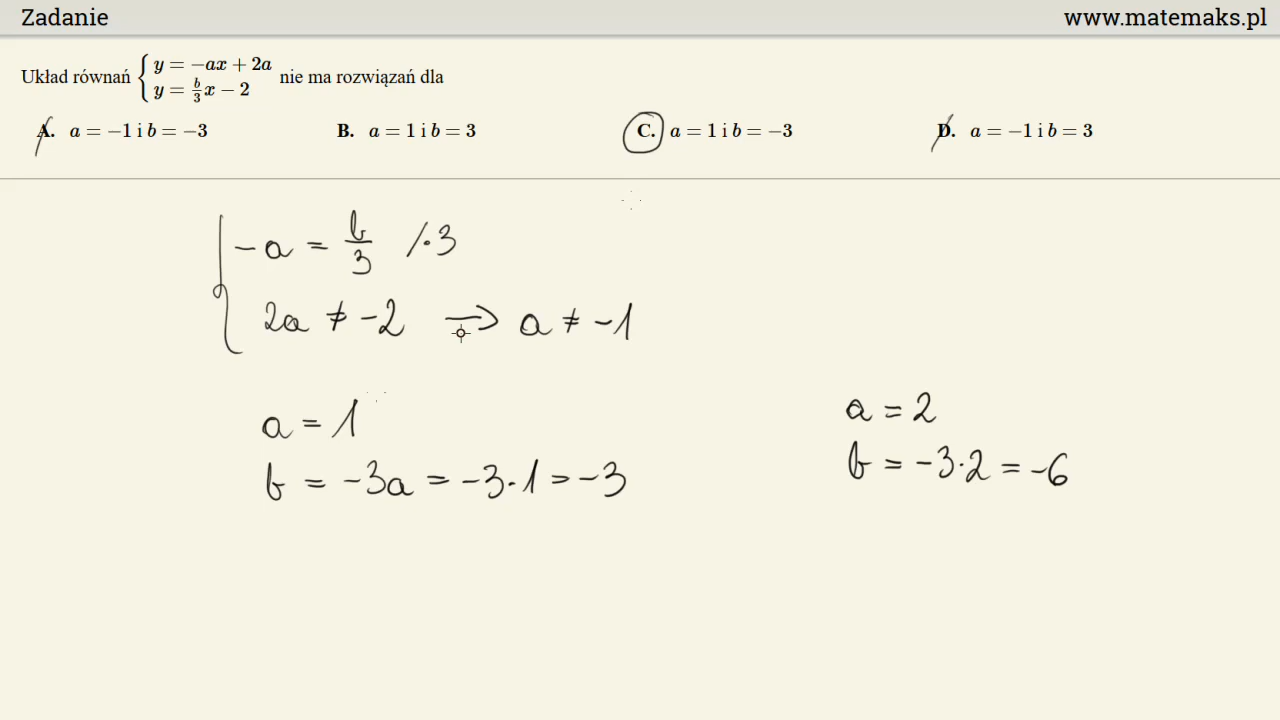 Zadanie
www.matemaks.pl
Układ równań { y = −ax + 2a nie ma rozwiązań dla
y = b/3 x − 2
A. a = −1 i b = −3
B. a = 1 i b = 3
C. a = 1 i b = −3
D. a = −1 i b = 3
−a = b/3 /·3
2a ≠ −2 ⇒ a ≠ −1
a = 1
b = −3a = −3·1 = −3
a = 2
b = −3·2 = −6